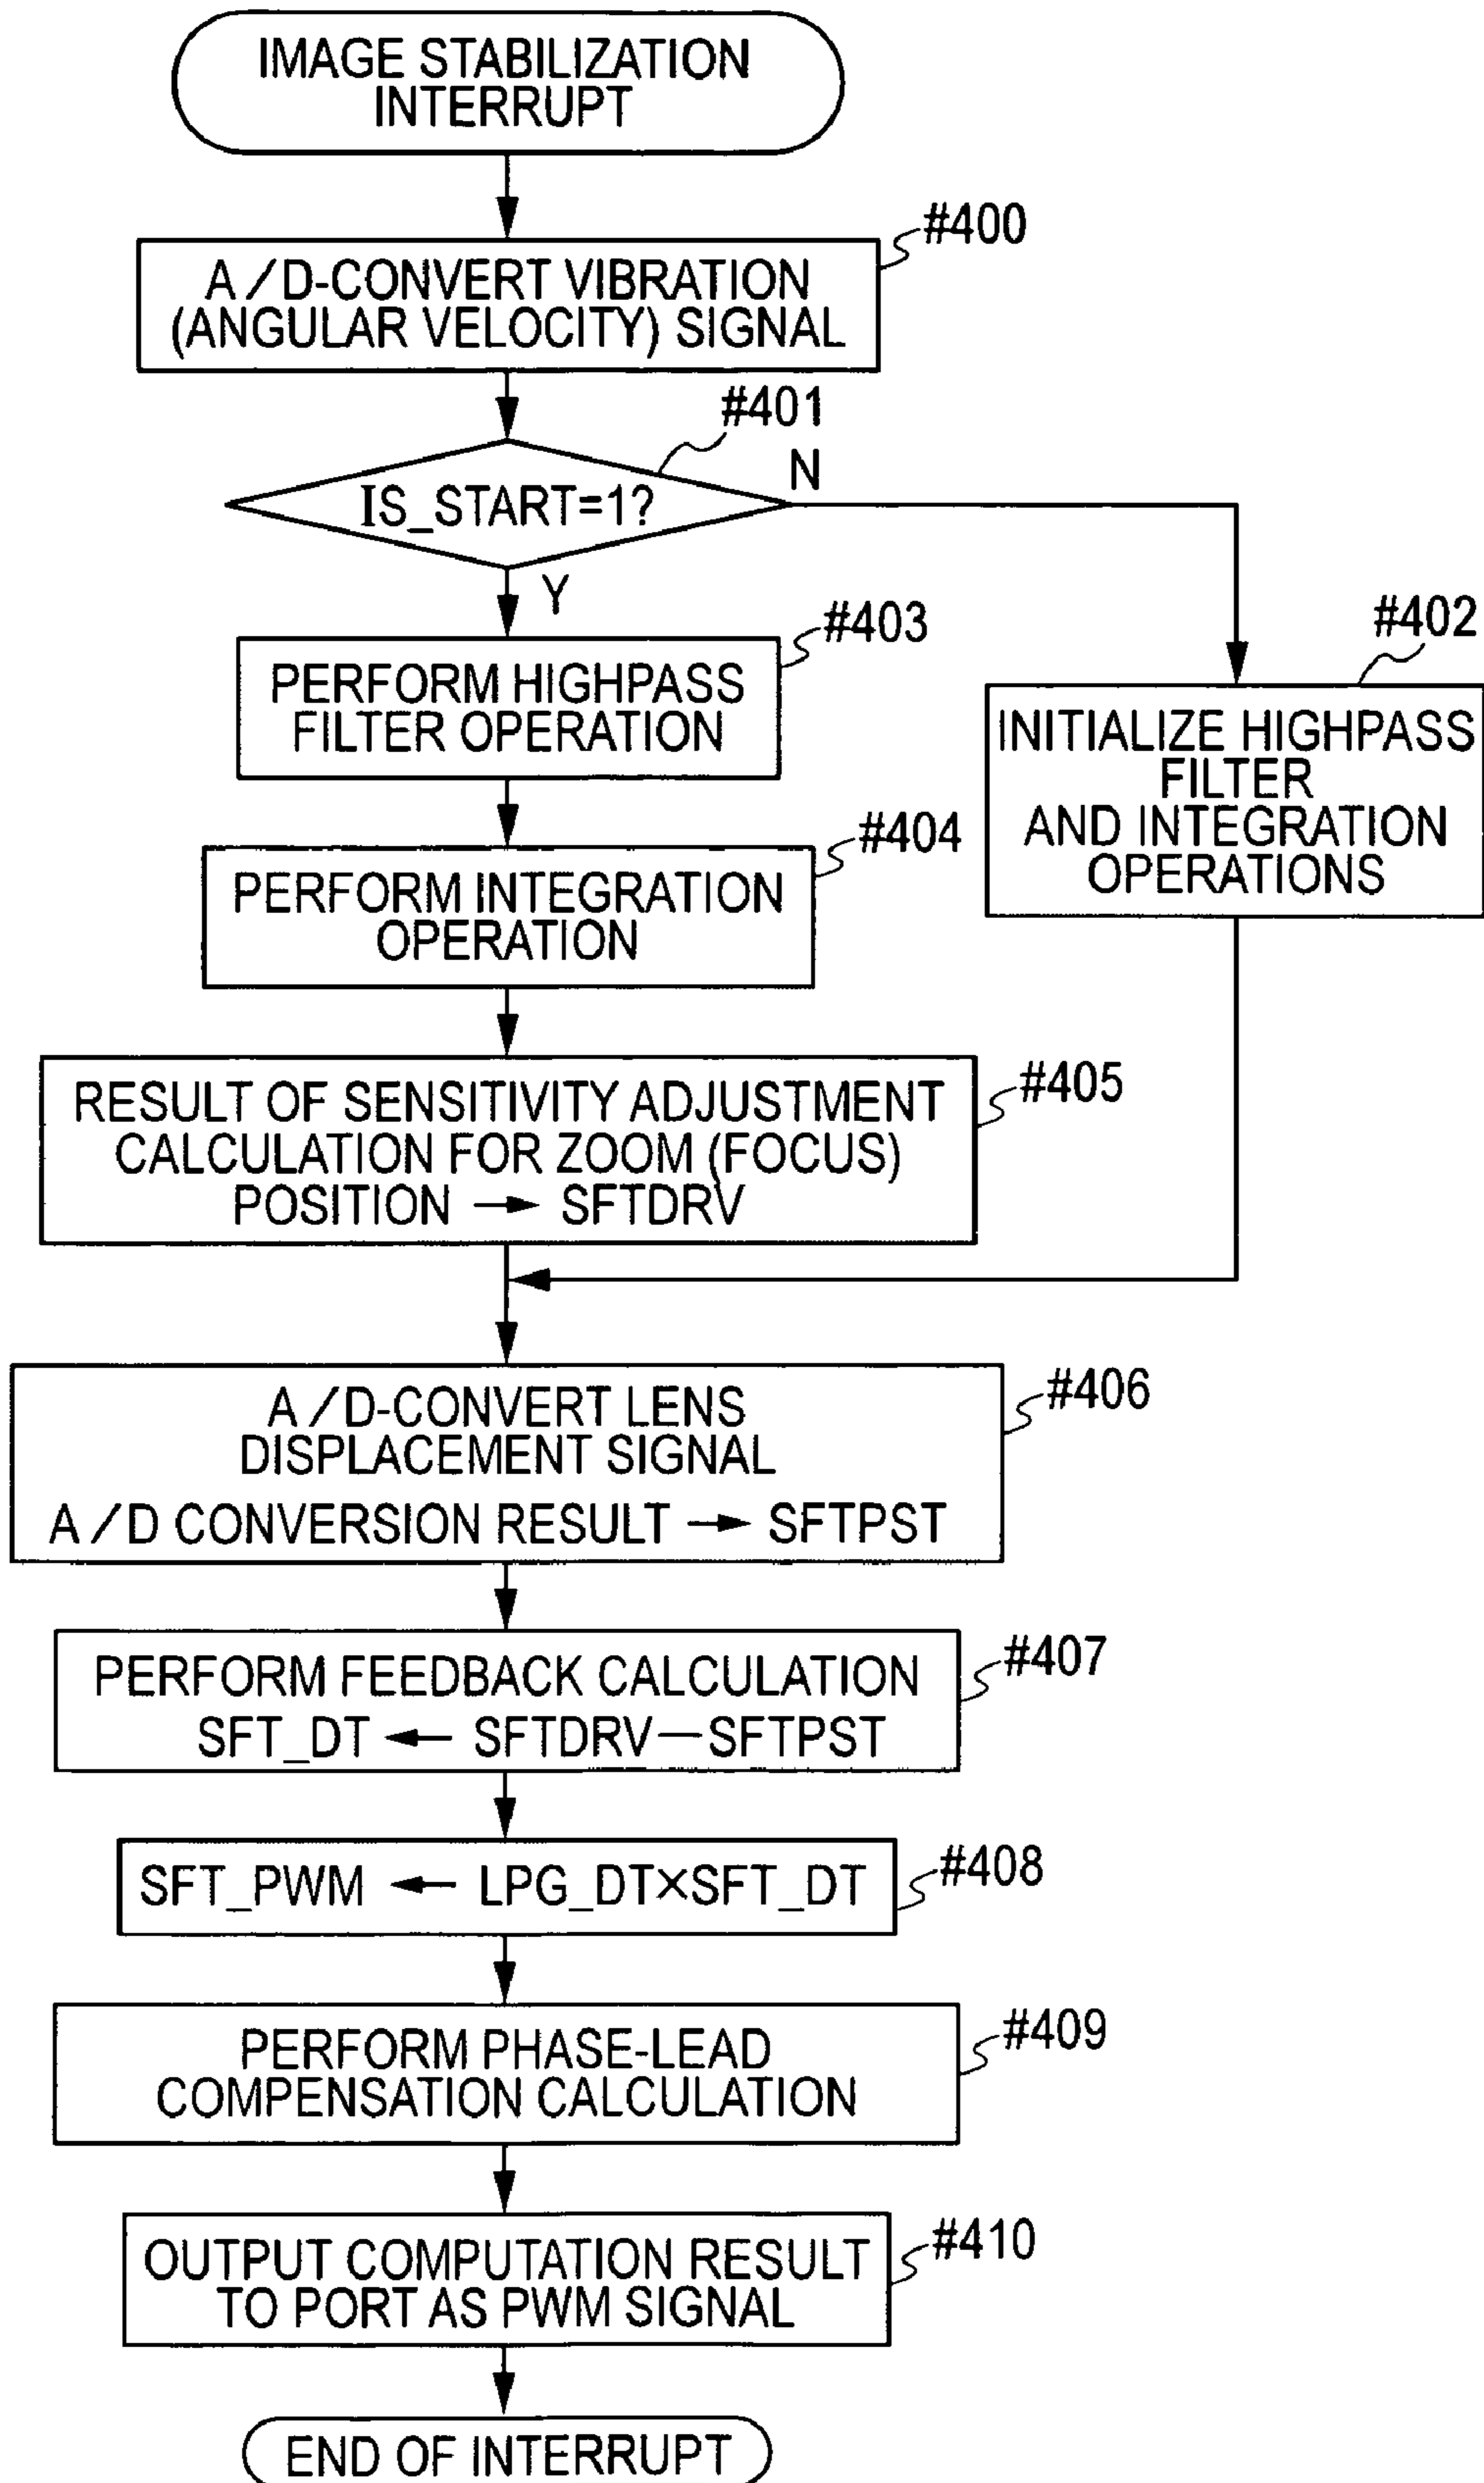 IMAGE STABILIZATION
INTERRUPT
#400
A/D-CONVERT VIBRATION
(ANGULAR VELOCITY) SIGNAL
#401
IS_START=1?
N
Y
#403
PERFORM HIGHPASS
FILTER OPERATION
#402
INITIALIZE HIGHPASS
FILTER
AND INTEGRATION
OPERATIONS
#404
PERFORM INTEGRATION
OPERATION
#405
RESULT OF SENSITIVITY ADJUSTMENT
CALCULATION FOR ZOOM (FOCUS)
POSITION → SFTDRV
#406
A/D-CONVERT LENS
DISPLACEMENT SIGNAL
A/D CONVERSION RESULT → SFTPST
#407
PERFORM FEEDBACK CALCULATION
SFT_DT ← SFTDRV—SFTPST
#408
SFT_PWM ← LPG_DT×SFT_DT
#409
PERFORM PHASE-LEAD
COMPENSATION CALCULATION
#410
OUTPUT COMPUTATION RESULT
TO PORT AS PWM SIGNAL
END OF INTERRUPT